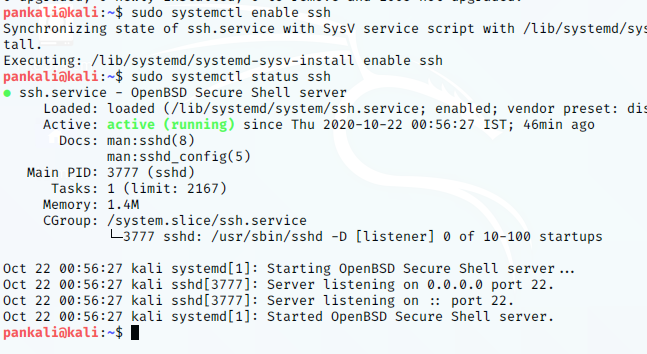 pankali@kali:~$ sudo systemctl enable ssh
Synchronizing state of ssh.service with SysV service script with /lib/systemd/sys
tall.
Executing: /lib/systemd/systemd-sysv-install enable ssh
pankali@kali:~$ sudo systemctl status ssh
● ssh.service - OpenBSD Secure Shell server
Loaded: loaded (/lib/systemd/system/ssh.service; enabled; vendor preset: dis
Active: active (running) since Thu 2020-10-22 00:56:27 IST; 46min ago
Docs: man:sshd(8)
man:sshd_config(5)
Main PID: 3777 (sshd)
Tasks: 1 (limit: 2167)
Memory: 1.4M
CGroup: /system.slice/ssh.service
└─3777 sshd: /usr/sbin/sshd -D [listener] 0 of 10-100 startups
Oct 22 00:56:27 kali systemd[1]: Starting OpenBSD Secure Shell server...
Oct 22 00:56:27 kali sshd[3777]: Server listening on 0.0.0.0 port 22.
Oct 22 00:56:27 kali sshd[3777]: Server listening on :: port 22.
Oct 22 00:56:27 kali systemd[1]: Started OpenBSD Secure Shell server.
pankali@kali:~$